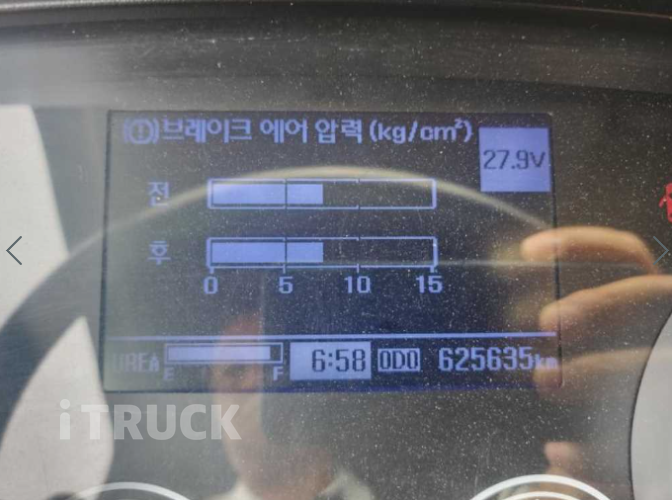 (!)브레이크 에어 압력(kg/cm²)
27.9V
전
후
0 5 10 15
UREA E F 6:58 ODO 625635km
iTRUCK